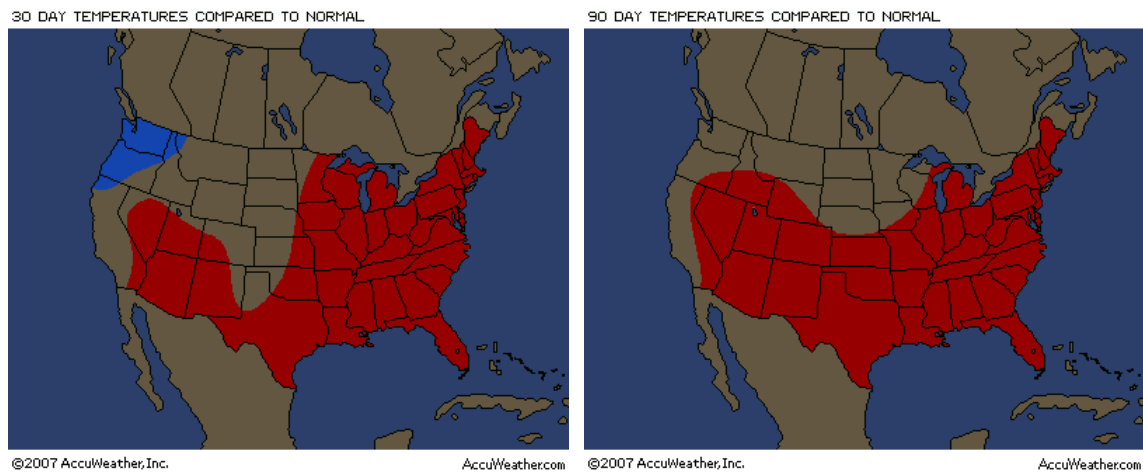 30 DAY TEMPERATURES COMPARED TO NORMAL
90 DAY TEMPERATURES COMPARED TO NORMAL
©2007 AccuWeather, Inc.
AccuWeather.com
©2007 AccuWeather, Inc.
AccuWeather.com